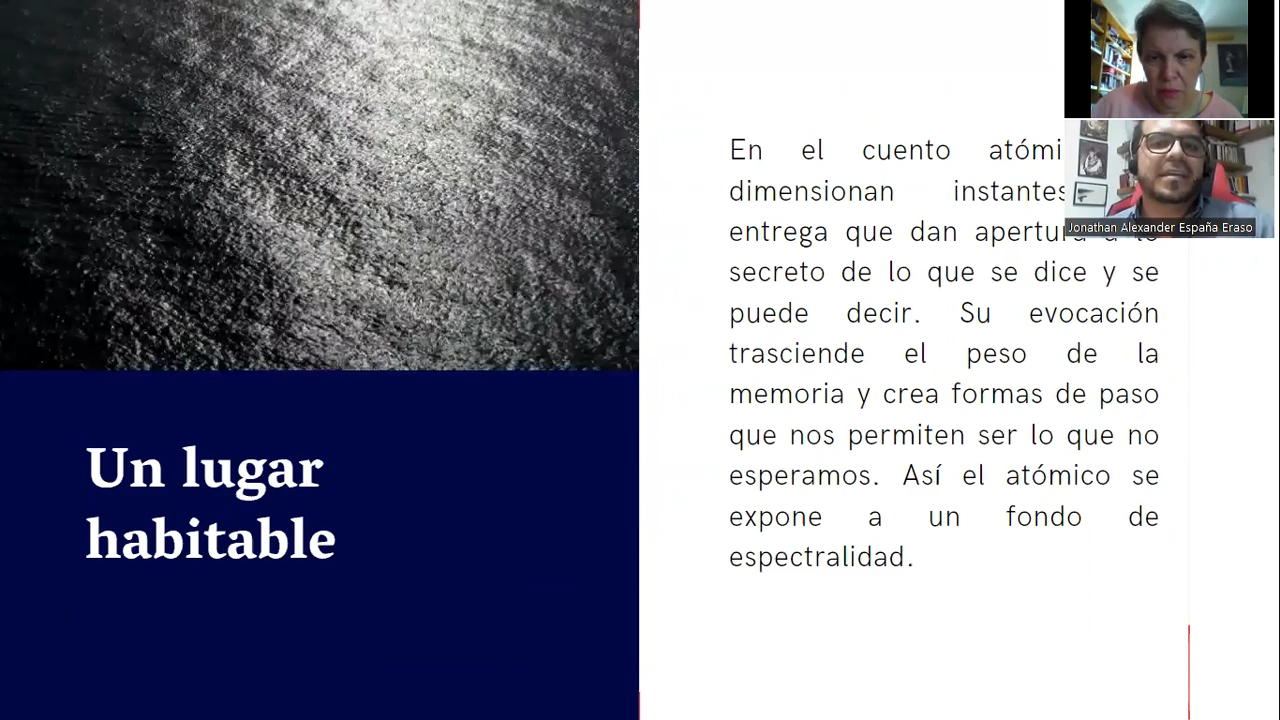 Un lugar
habitable
En el cuento
dimensionan instantes
entrega que dan apertura a lo
secreto de lo que se dice y se
puede decir. Su evocación
trasciende el peso de la
memoria y crea formas de paso
que nos permiten ser lo que no
esperamos. Así el atómico se
expone a un fondo de
espectralidad.
Jonathan Alexander España Eraso